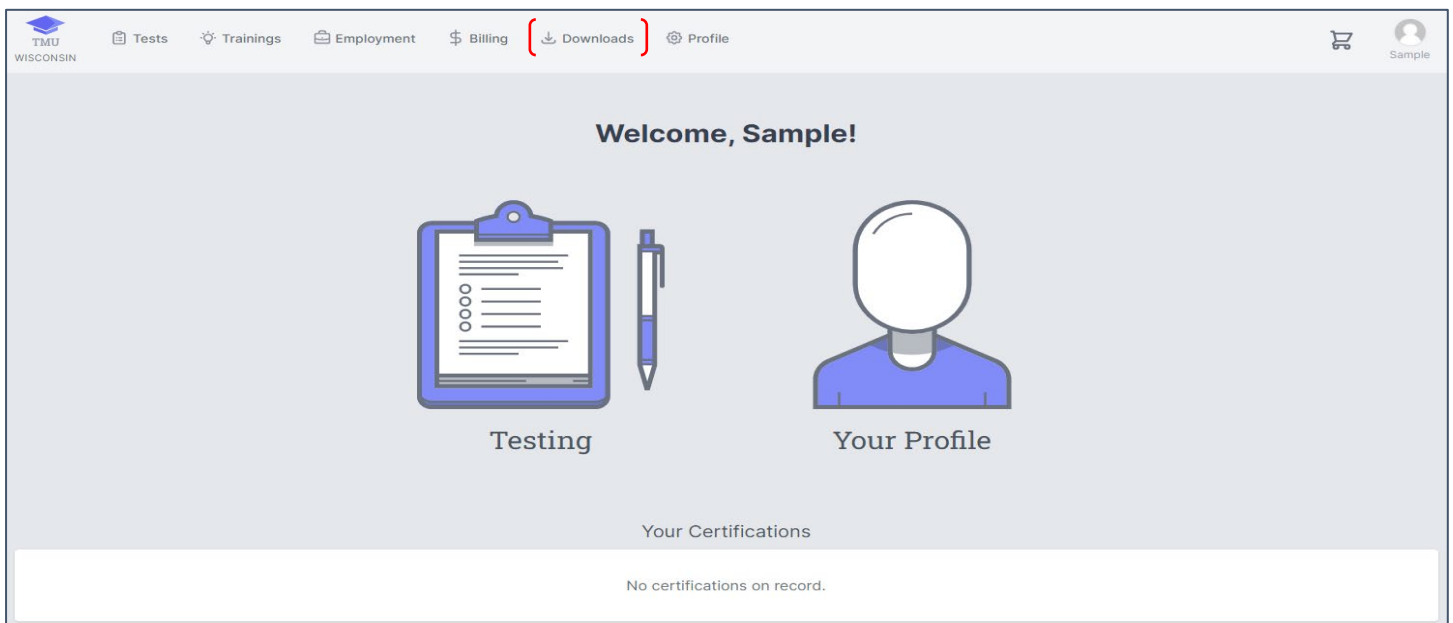 TMU
WISCONSIN
Tests Trainings Employment Billing Downloads Profile
Sample
Welcome, Sample!
Testing Your Profile
Your Certifications
No certifications on record.